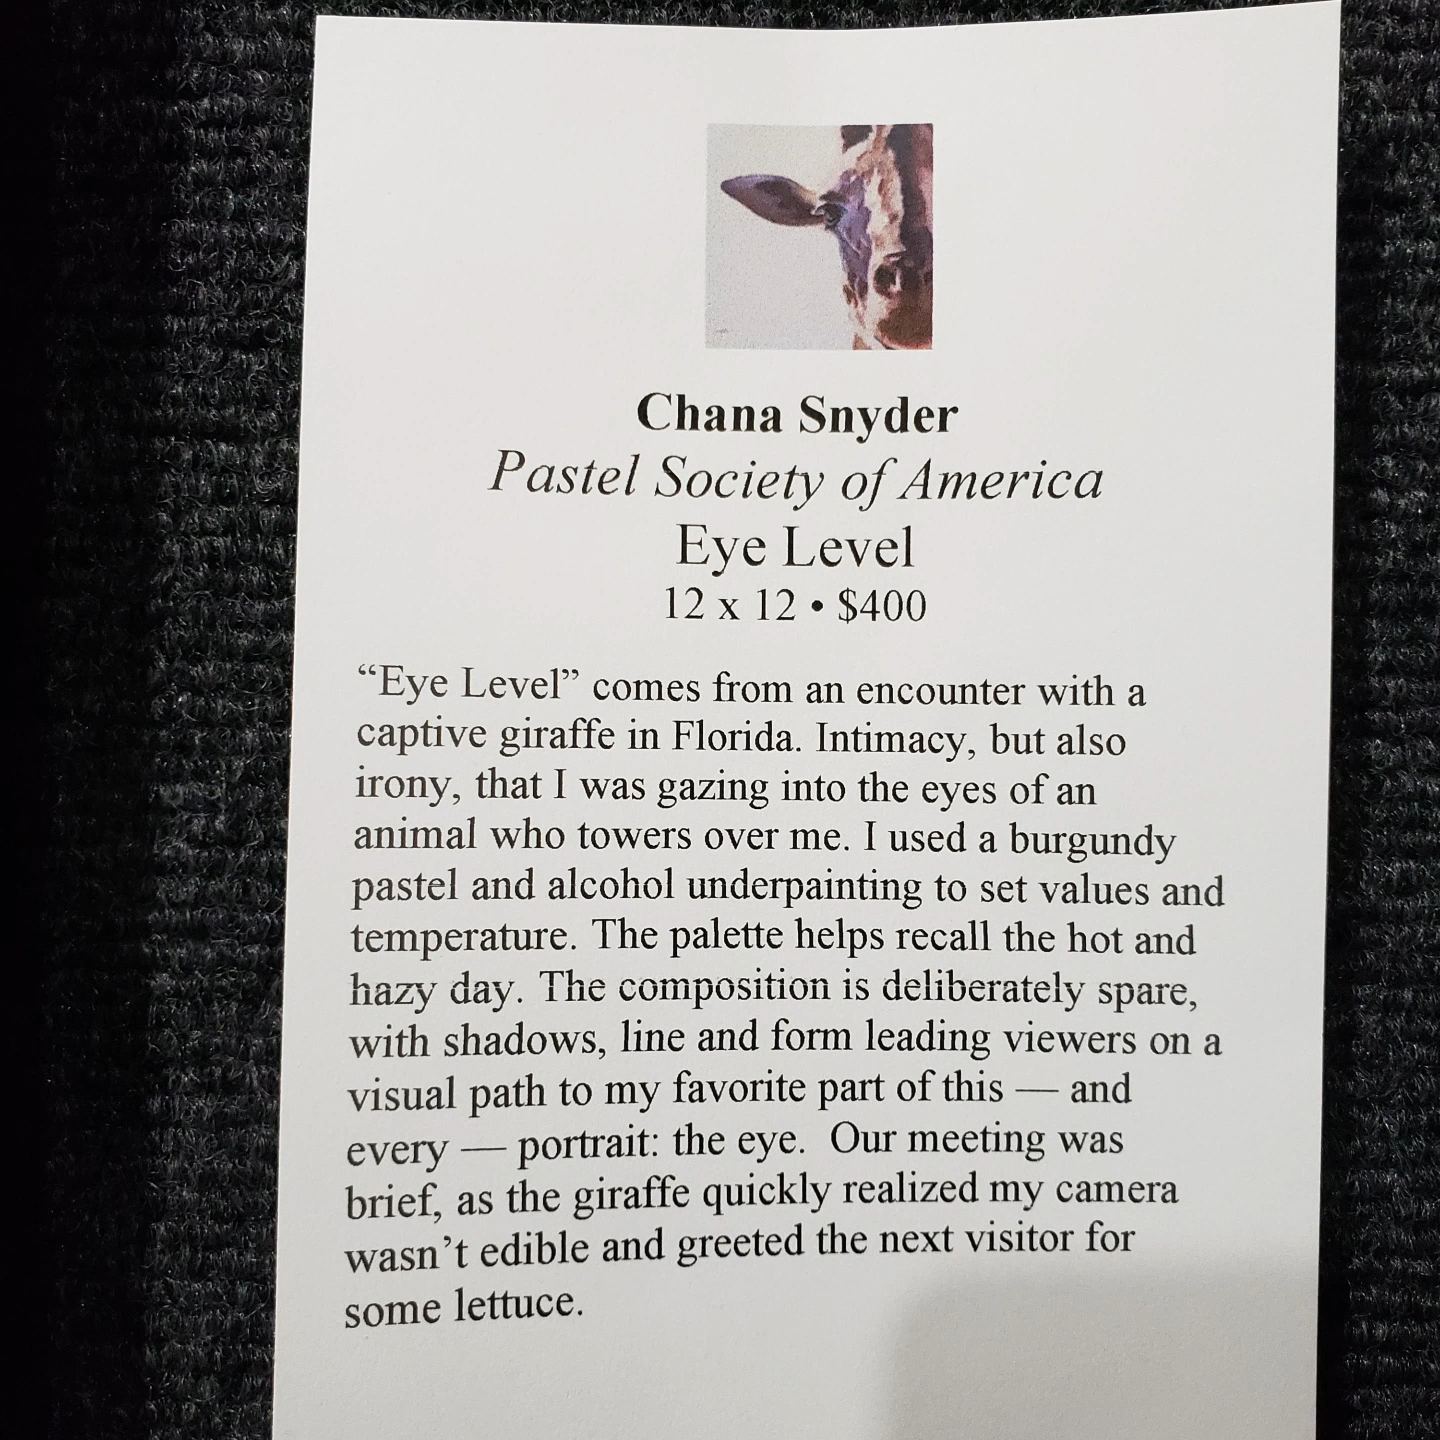 Chana Snyder
Pastel Society of America
Eye Level
12 x 12 • $400
“Eye Level” comes from an encounter with a
captive giraffe in Florida. Intimacy, but also
irony, that I was gazing into the eyes of an
animal who towers over me. I used a burgundy
pastel and alcohol underpainting to set values and
temperature. The palette helps recall the hot and
hazy day. The composition is deliberately spare,
with shadows, line and form leading viewers on a
visual path to my favorite part of this — and
every — portrait: the eye.  Our meeting was
brief, as the giraffe quickly realized my camera
wasn’t edible and greeted the next visitor for
some lettuce.